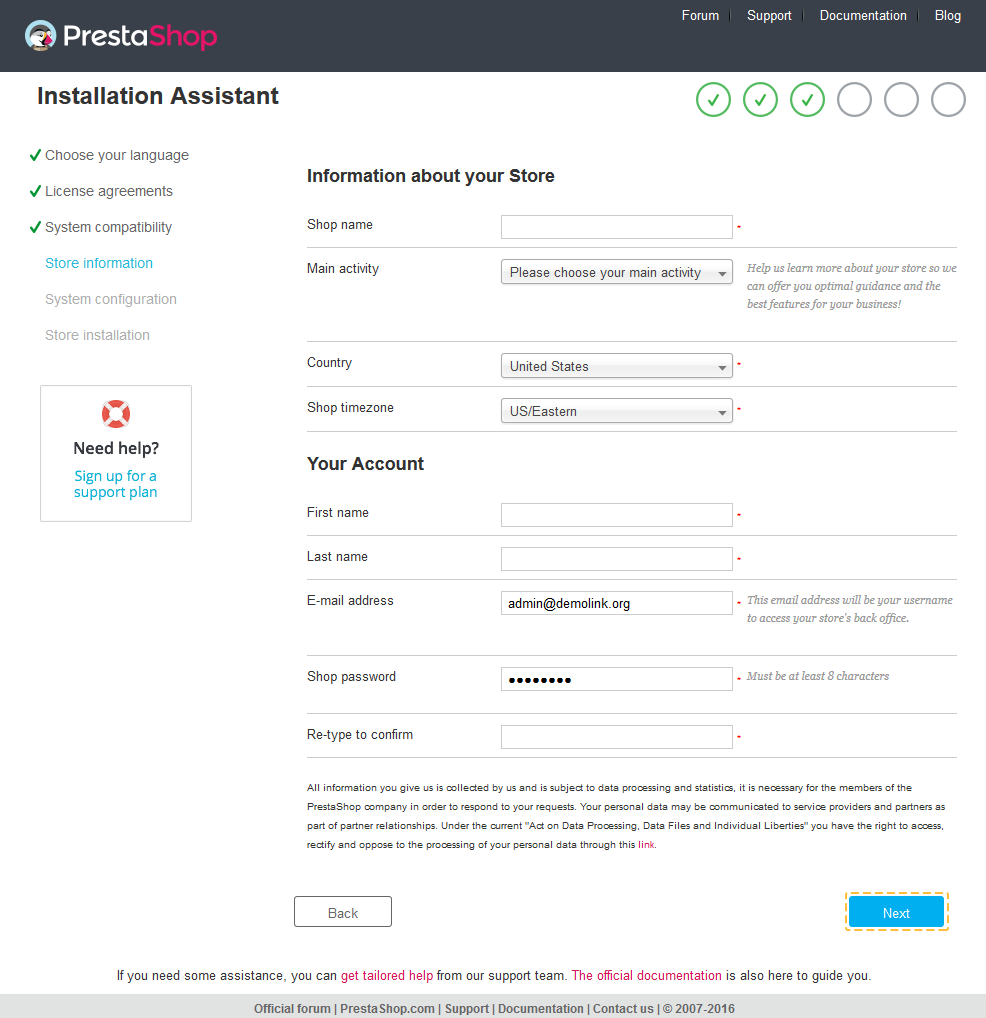 Forum
Support
Documentation
Blog
PrestaShop
Installation Assistant
Choose your language
License agreements
System compatibility
Store information
System configuration
Store installation
Need help?
Sign up for a
support plan
Information about your Store
Shop name
Main activity
Please choose your main activity
Help us learn more about your store so we
can offer you optimal guidance and the
best features for your business!
Country
United States
Shop timezone
US/Eastern
Your Account
First name
Last name
E-mail address
admin@demolink.org
This email address will be your username
to access your store's back office.
Shop password
••••••••
Must be at least 8 characters
Re-type to confirm
All information you give us is collected by us and is subject to data processing and statistics, it is necessary for the members of the
PrestaShop company in order to respond to your requests. Your personal data may be communicated to service providers and partners as
part of partner relationships. Under the current "Act on Data Processing, Data Files and Individual Liberties" you have the right to access,
rectify and oppose to the processing of your personal data through this link.
Back
Next
If you need some assistance, you can get tailored help from our support team. The official documentation is also here to guide you.
Official forum | PrestaShop.com | Support | Documentation | Contact us | © 2007-2016